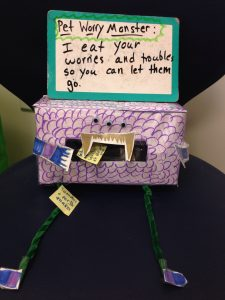 Pet Worry Monster:
I eat your
worries and troubles
so you can let them
go.